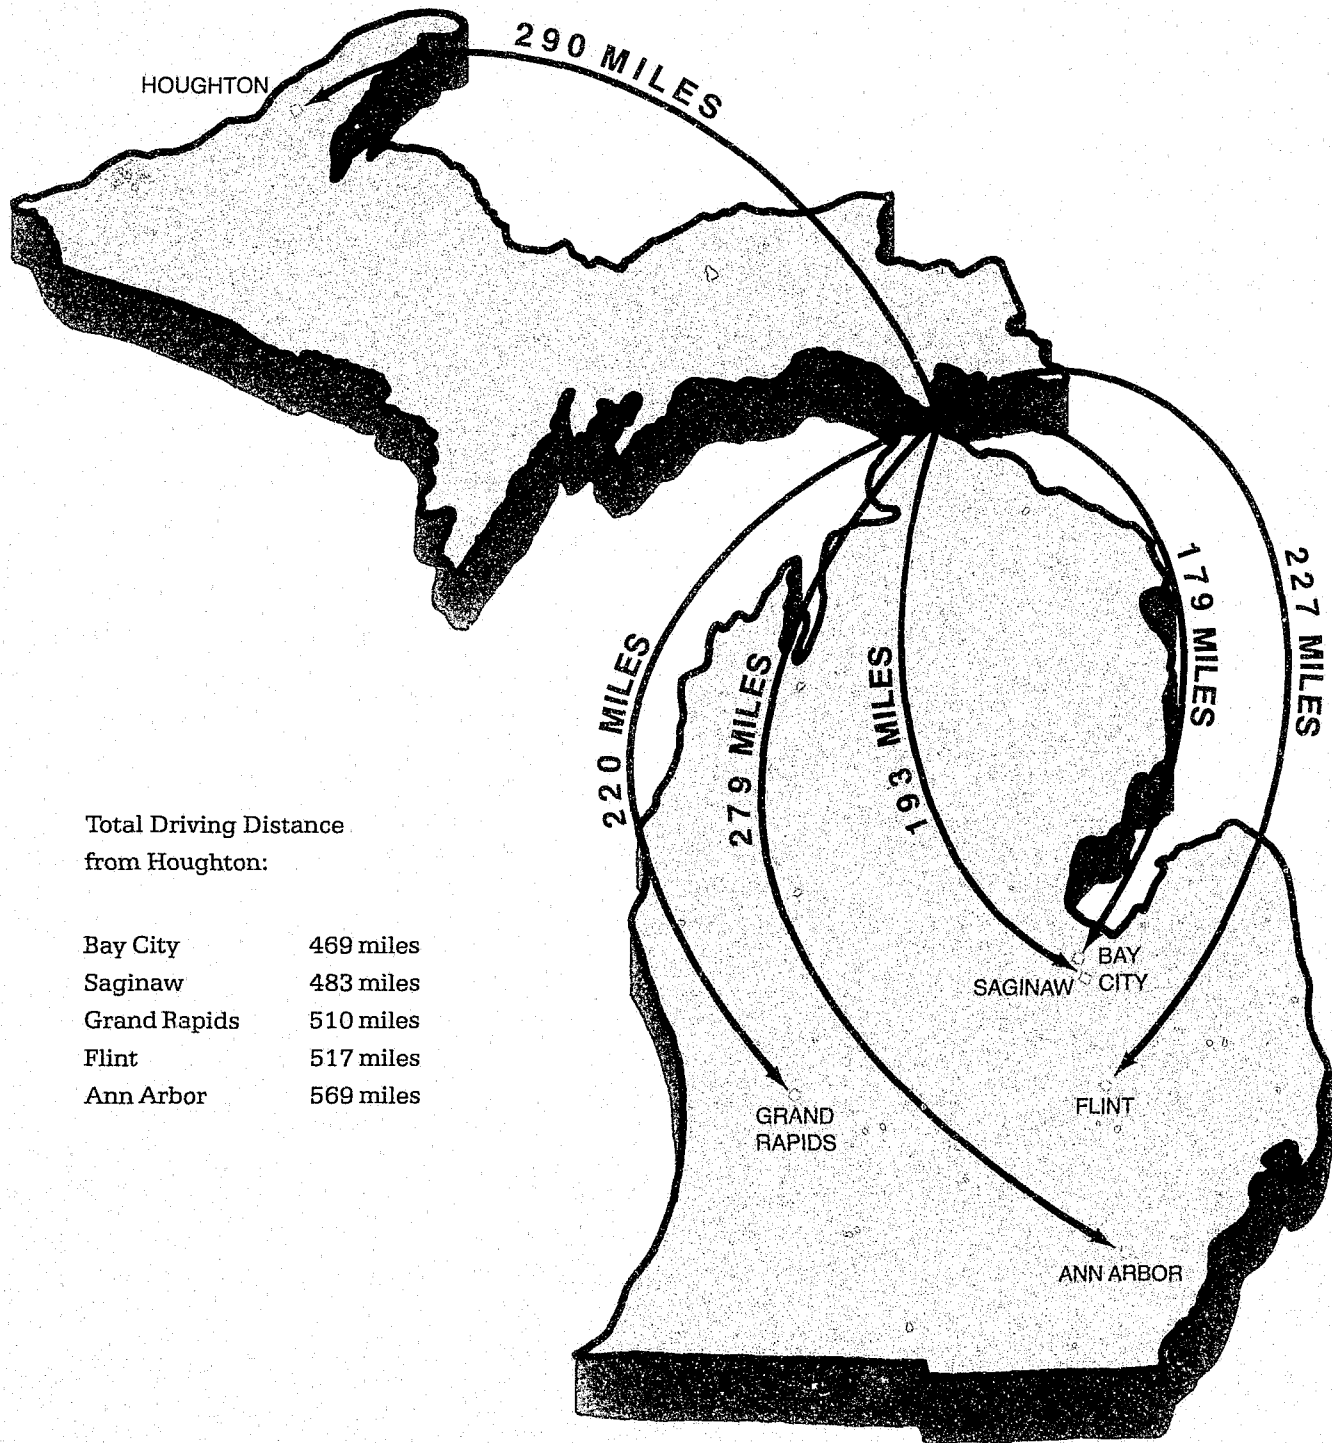 290 MILES
HOUGHTON
227 MILES
179 MILES
193 MILES
220 MILES
279 MILES
Total Driving Distance
from Houghton:
Bay City 469 miles
Saginaw 483 miles
Grand Rapids 510 miles
Flint 517 miles
Ann Arbor 569 miles
BAY
CITY
SAGINAW
FLINT
GRAND
RAPIDS
ANN ARBOR